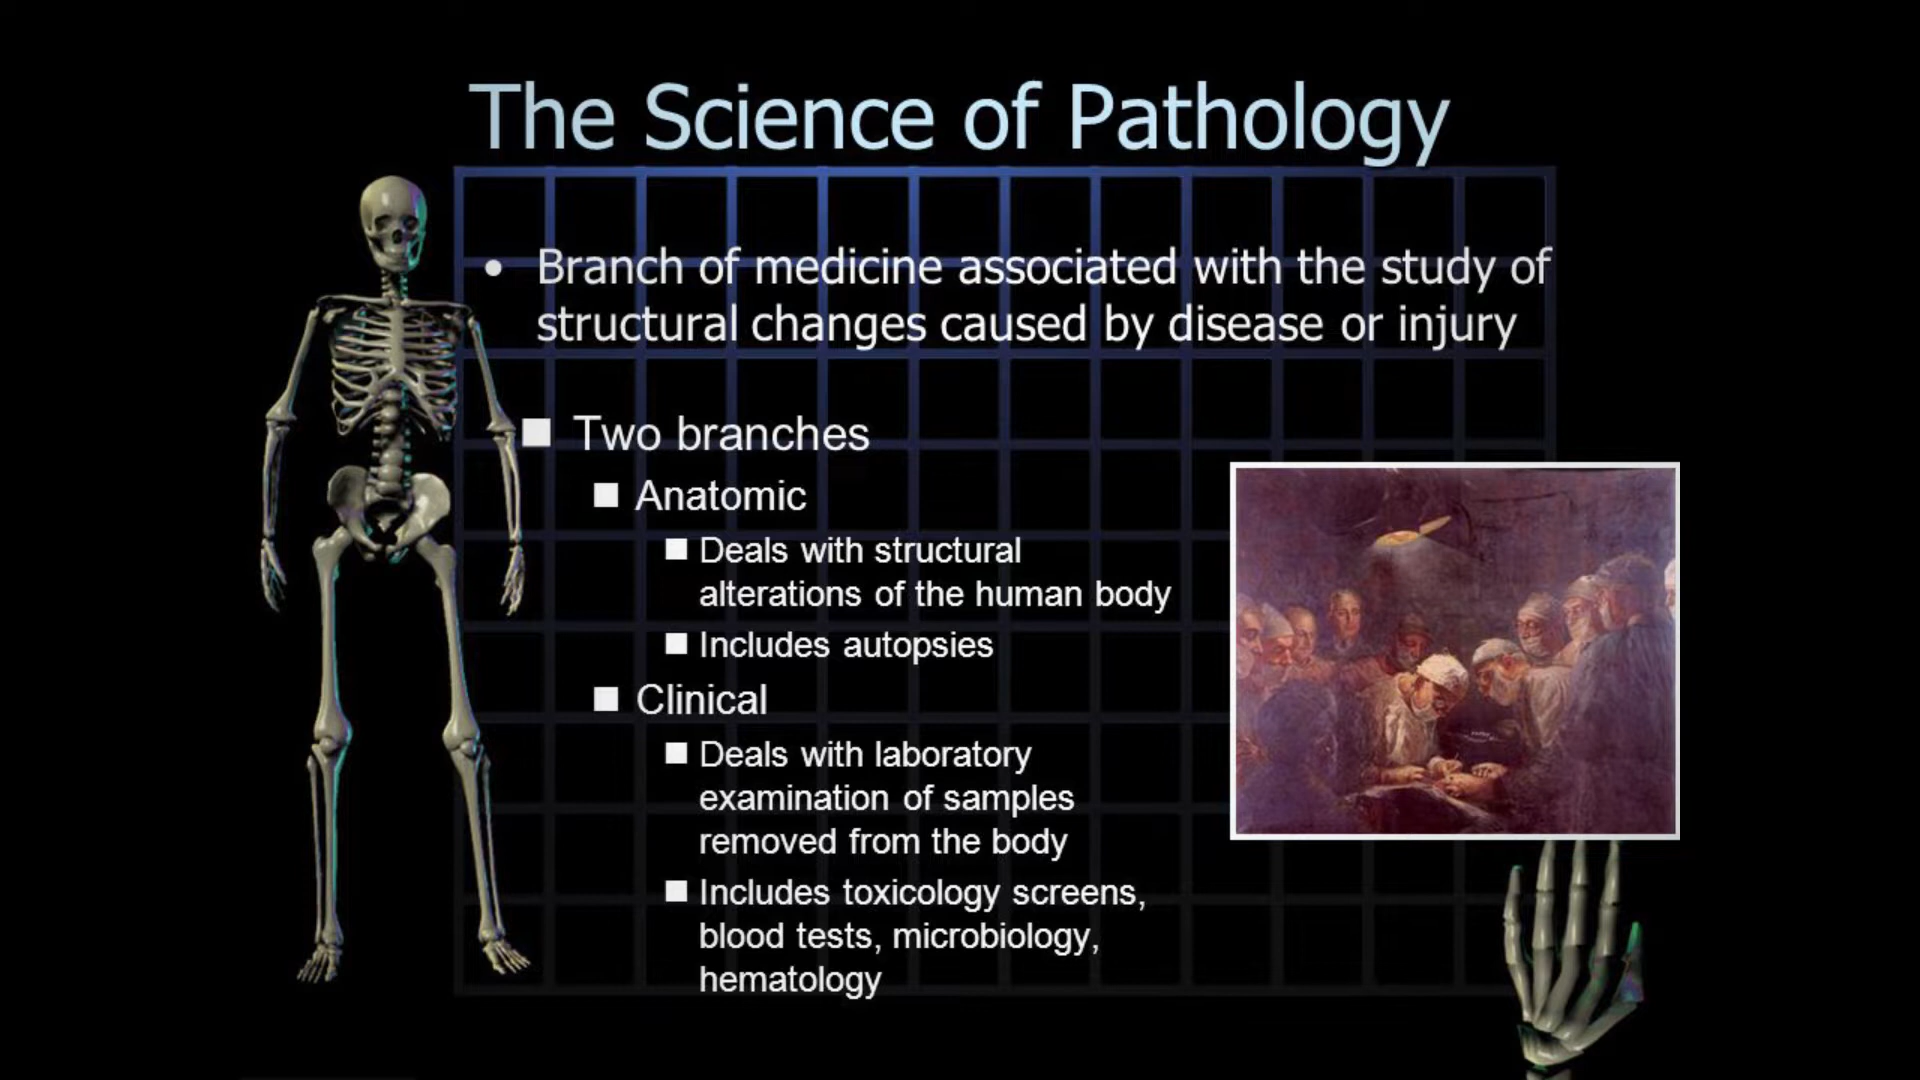 The Science of Pathology
• Branch of medicine associated with the study of
structural changes caused by disease or injury
■ Two branches
■ Anatomic
■ Deals with structural
alterations of the human body
■ Includes autopsies
■ Clinical
■ Deals with laboratory
examination of samples
removed from the body
■ Includes toxicology screens,
blood tests, microbiology,
hematology